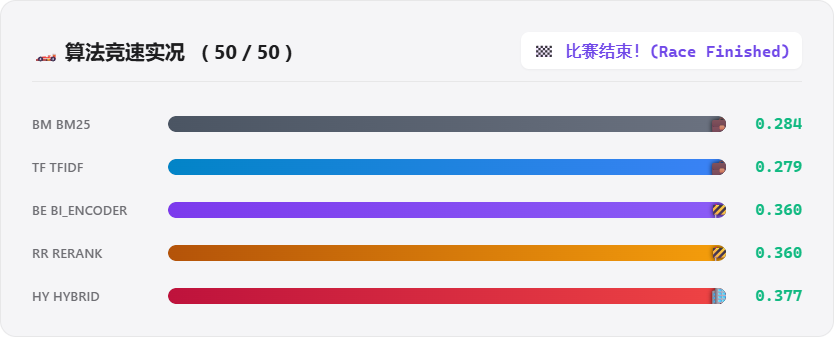 算法竞速实况 ( 50 / 50 )
比赛结束! (Race Finished)
BM BM25 0.284
TF TFIDF 0.279
BE BI_ENCODER 0.360
RR RERANK 0.360
HY HYBRID 0.377